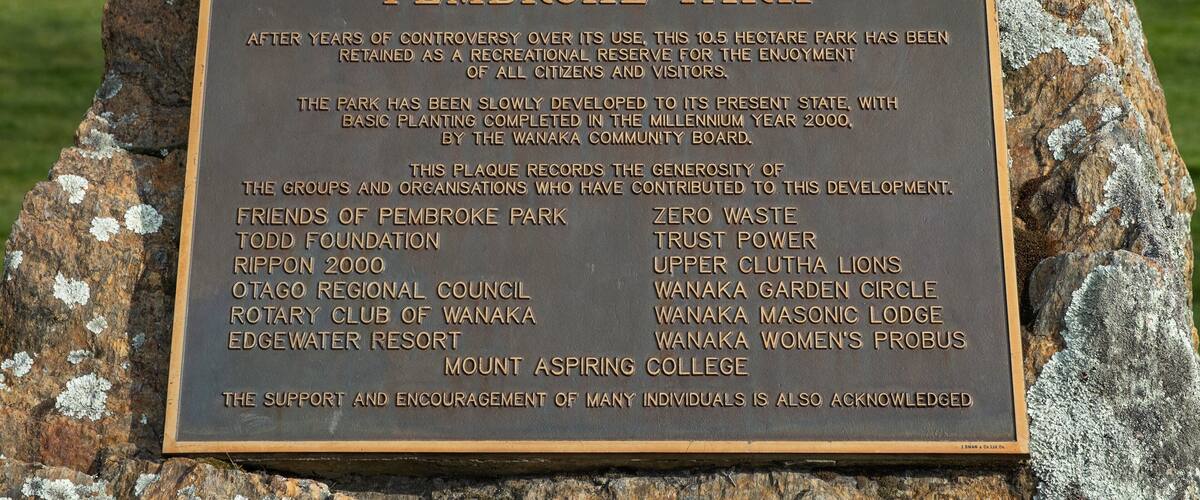 PEMBROKE PARK
AFTER YEARS OF CONTROVERSY OVER ITS USE, THIS 10.5 HECTARE PARK HAS BEEN
RETAINED AS A RECREATIONAL RESERVE FOR THE ENJOYMENT
OF ALL CITIZENS AND VISITORS.
THE PARK HAS BEEN SLOWLY DEVELOPED TO ITS PRESENT STATE, WITH
BASIC PLANTING COMPLETED IN THE MILLENNIUM YEAR 2000,
BY THE WANAKA COMMUNITY BOARD.
THIS PLAQUE RECORDS THE GENEROSITY OF
THE GROUPS AND ORGANISATIONS WHO HAVE CONTRIBUTED TO THIS DEVELOPMENT.
FRIENDS OF PEMBROKE PARK
TODD FOUNDATION
RIPPON 2000
OTAGO REGIONAL COUNCIL
ROTARY CLUB OF WANAKA
EDGEWATER RESORT
ZERO WASTE
TRUST POWER
UPPER CLUTHA LIONS
WANAKA GARDEN CIRCLE
WANAKA MASONIC LODGE
WANAKA WOMEN'S PROBUS
MOUNT ASPIRING COLLEGE
THE SUPPORT AND ENCOURAGEMENT OF MANY INDIVIDUALS IS ALSO ACKNOWLEDGED